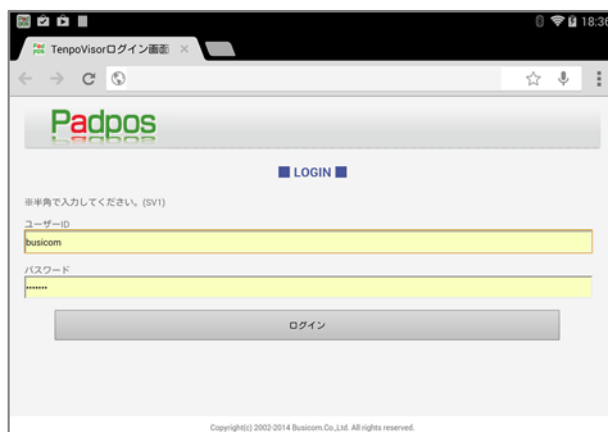 18:36
TenpoVisorログイン画面
Padpos
■ LOGIN ■
※半角で入力してください。(SV1)
ユーザーID
busicom
パスワード
•••••••
ログイン
Copyright(c) 2002-2014 Busicom.Co.,Ltd. All rights reserved.